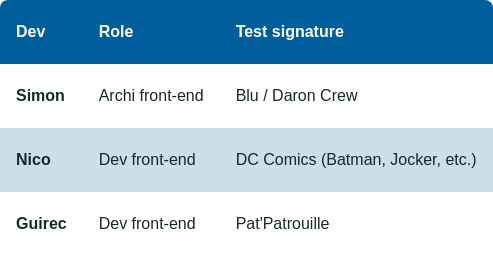 Dev Role Test signature
Simon Archi front-end Blu / Daron Crew
Nico Dev front-end DC Comics (Batman, Jocker, etc.)
Guirec Dev front-end Pat'Patrouille